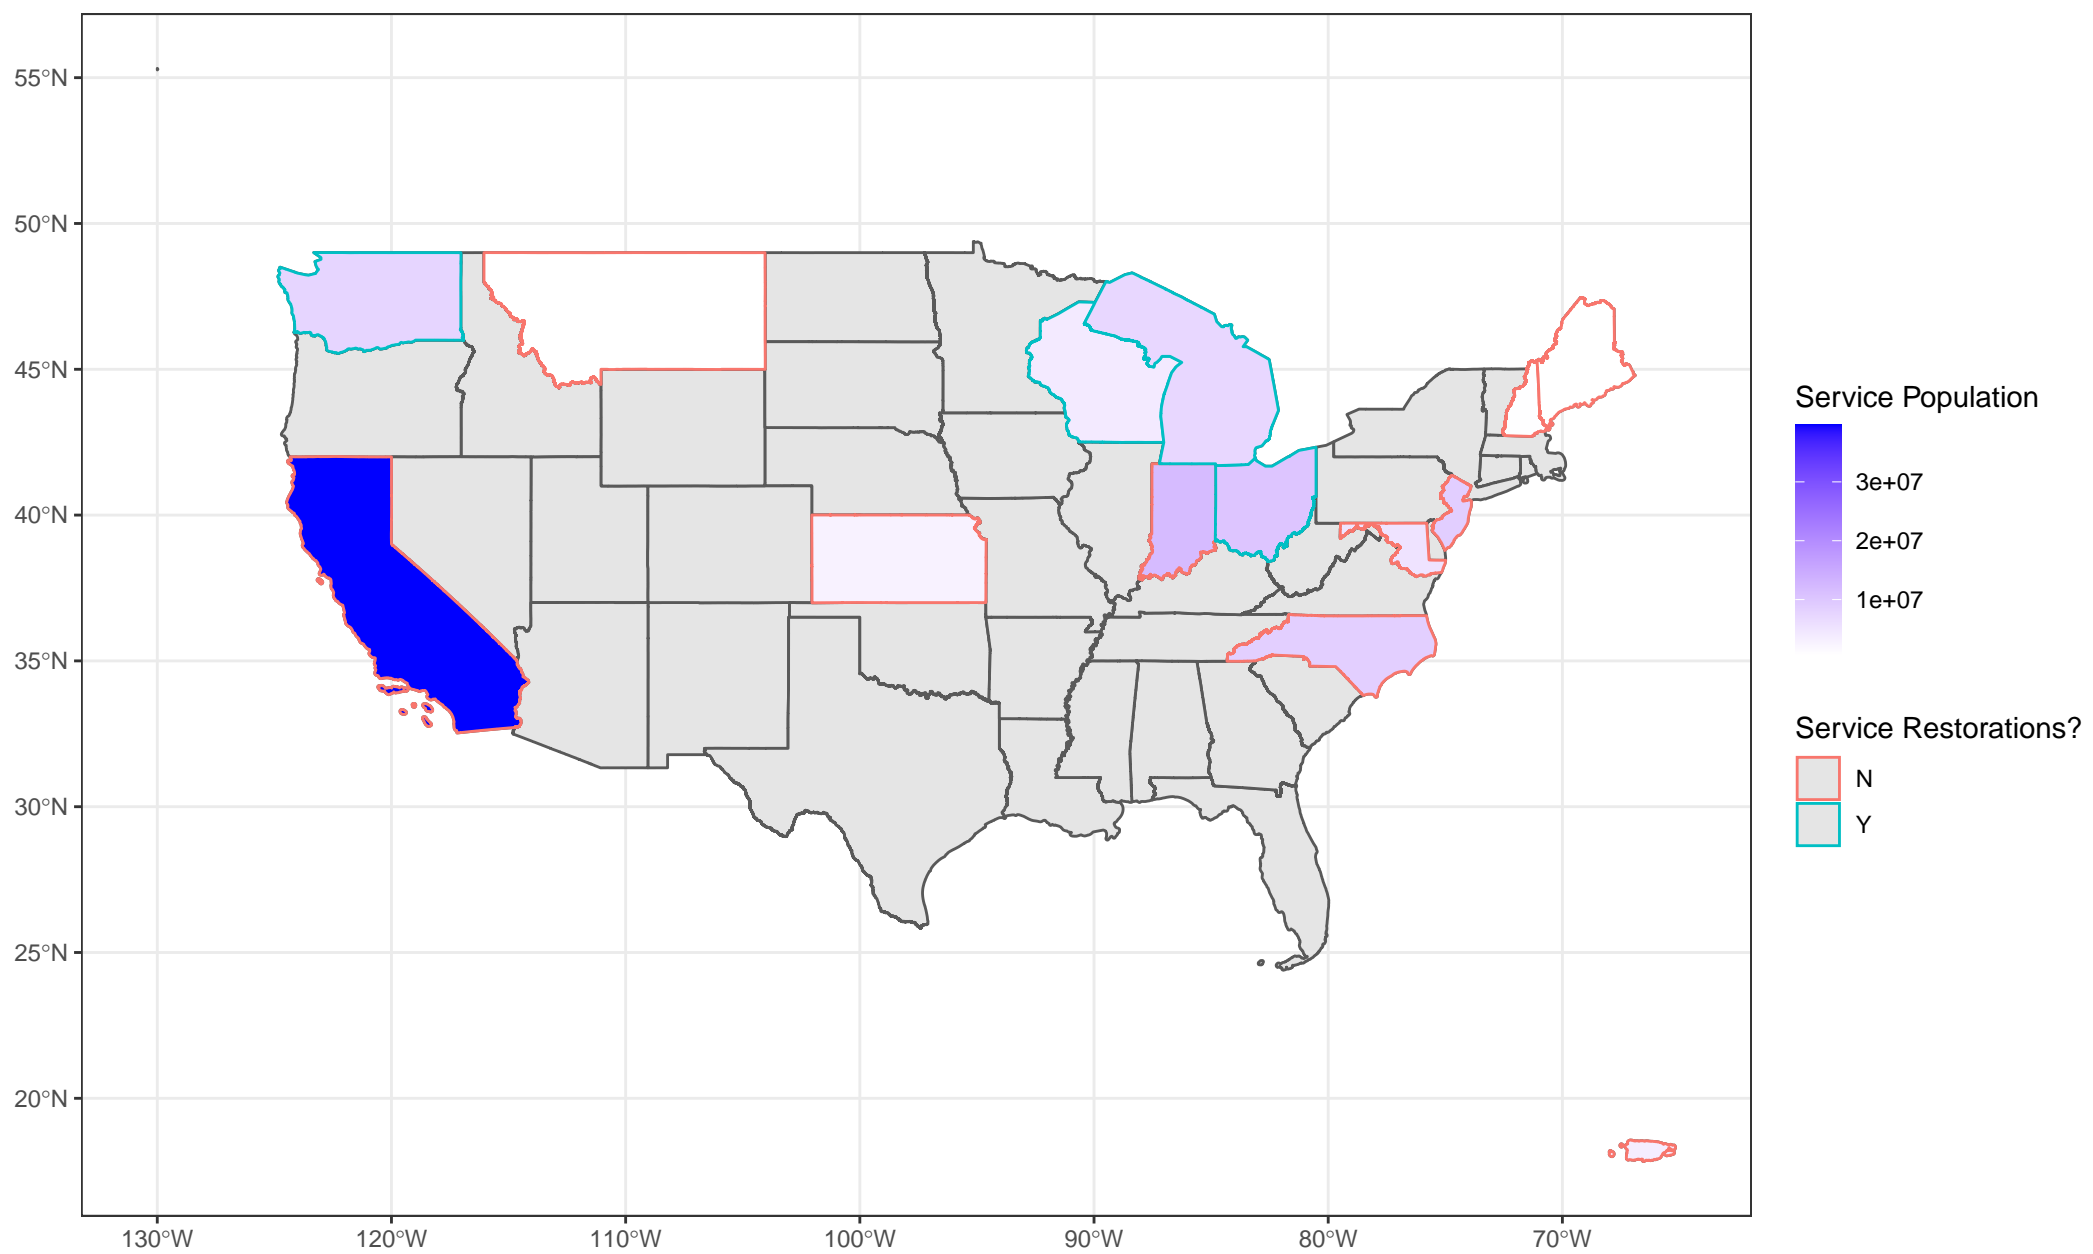 55°N
50°N
45°N
40°N
35°N
30°N
25°N
20°N
130°W 120°W 110°W 100°W 90°W 80°W 70°W
Service Population
3e+07
2e+07
1e+07
Service Restorations?
N
Y